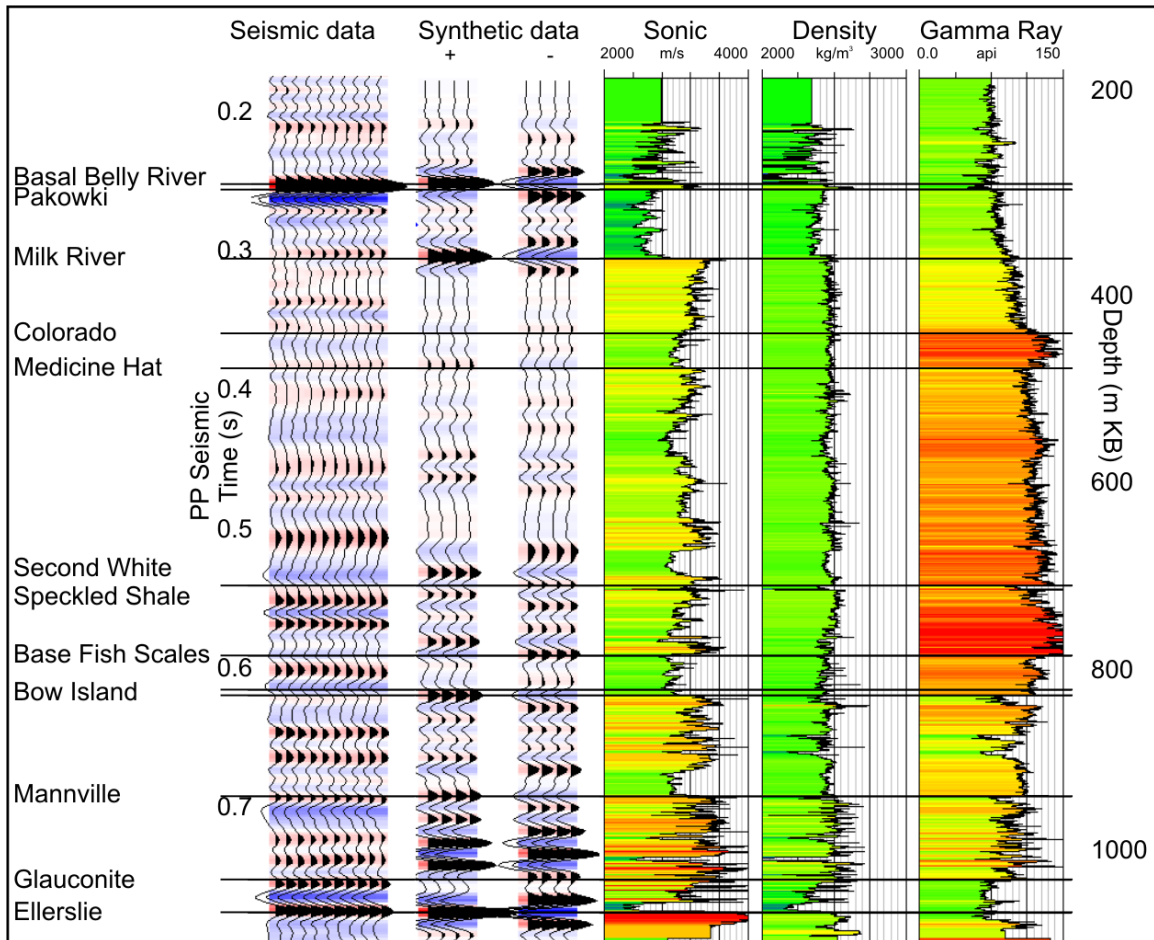 Seismic data
Synthetic data
Sonic
Density
Gamma Ray
+
-
2000 m/s 4000
2000 kg/m³ 3000
0.0 api 150
0.2
200
Basal Belly River
Pakowki
Milk River
0.3
400
Colorado
Medicine Hat
0.4
PP Seismic
Time (s)
Depth (m KB)
600
0.5
Second White
Speckled Shale
Base Fish Scales
0.6
800
Bow Island
Mannville
0.7
1000
Glauconite
Ellerslie